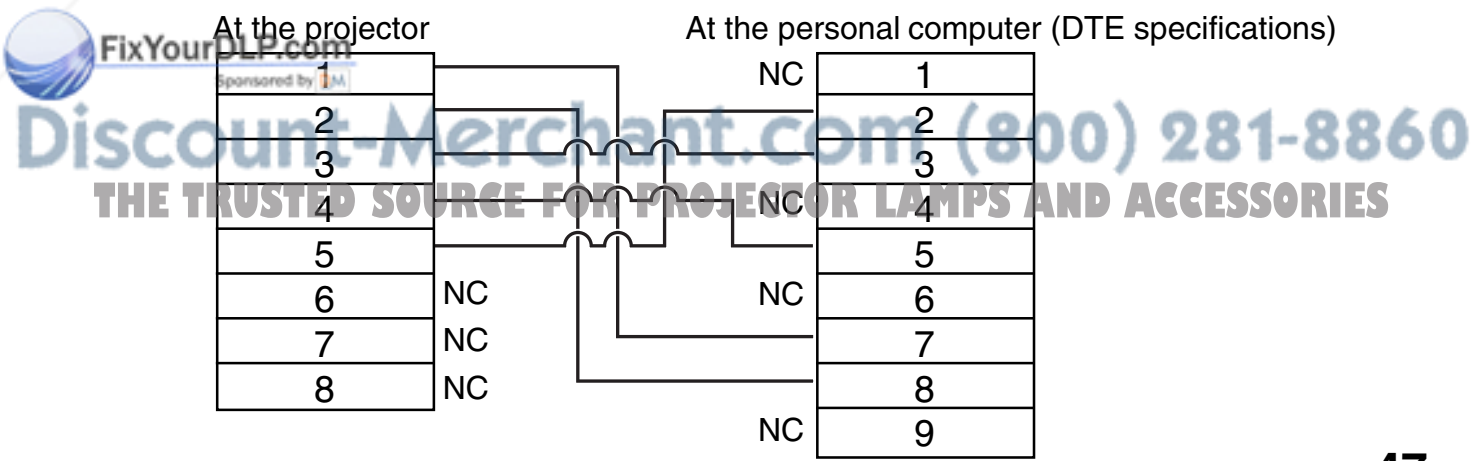 At the projector At the personal computer (DTE specifications)
FixYourDLP.com
Sponsored by DM
1 NC 1
2 2
Discount-Merchant.com (800) 281-8860
3 3
THE TRUSTED SOURCE FOR PROJECTOR LAMPS AND ACCESSORIES
4 NC 4
5 5
6 NC NC 6
7 NC 7
8 NC 8
NC 9
47